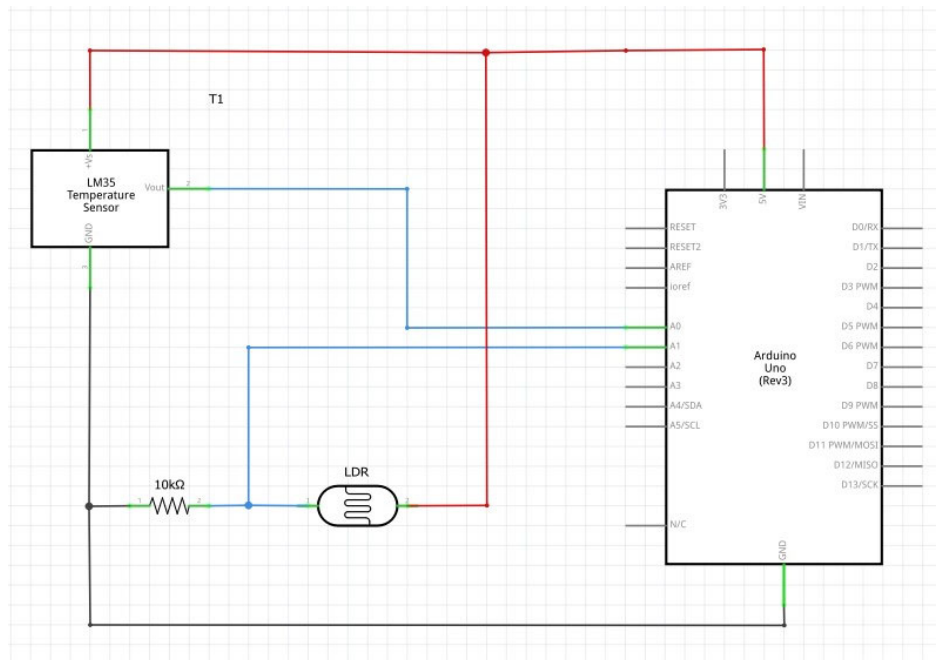 T1
1
+Vs
LM35
Temperature
Sensor
Vout
2
GND
3
10kΩ
1
2
LDR
1
2
3V3
5V
VIN
RESET
RESET2
AREF
ioref
A0
A1
A2
A3
A4/SDA
A5/SCL
N/C
Arduino
Uno
(Rev3)
D0/RX
D1/TX
D2
D3 PWM
D4
D5 PWM
D6 PWM
D7
D8
D9 PWM
D10 PWM/SS
D11 PWM/MOSI
D12/MISO
D13/SCK
GND